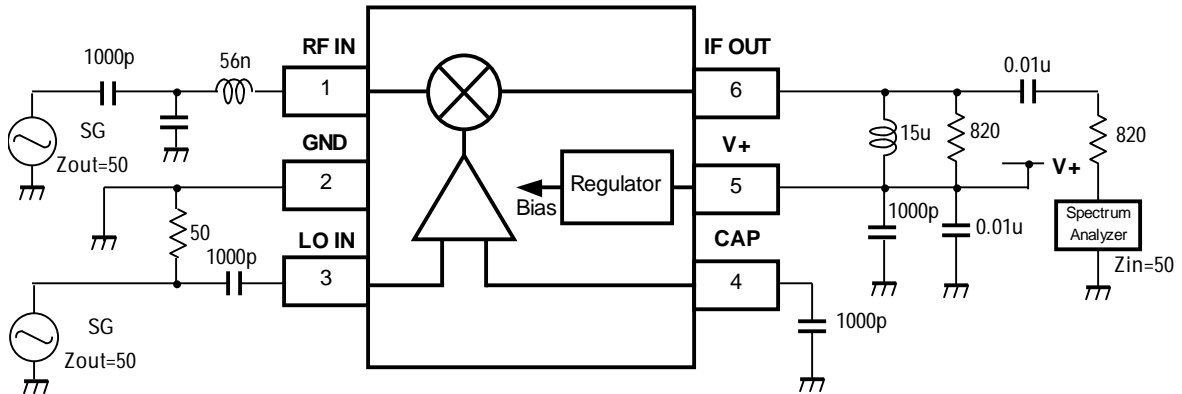 RF IN
1000p
56n
1
SG
Zout=50
GND
2
50
LO IN
1000p
3
SG
Zout=50
Regulator
Bias
IF OUT
6
0.01u
15u
820
820
V+
V+
5
1000p
0.01u
Spectrum
Analyzer
Zin=50
CAP
4
1000p